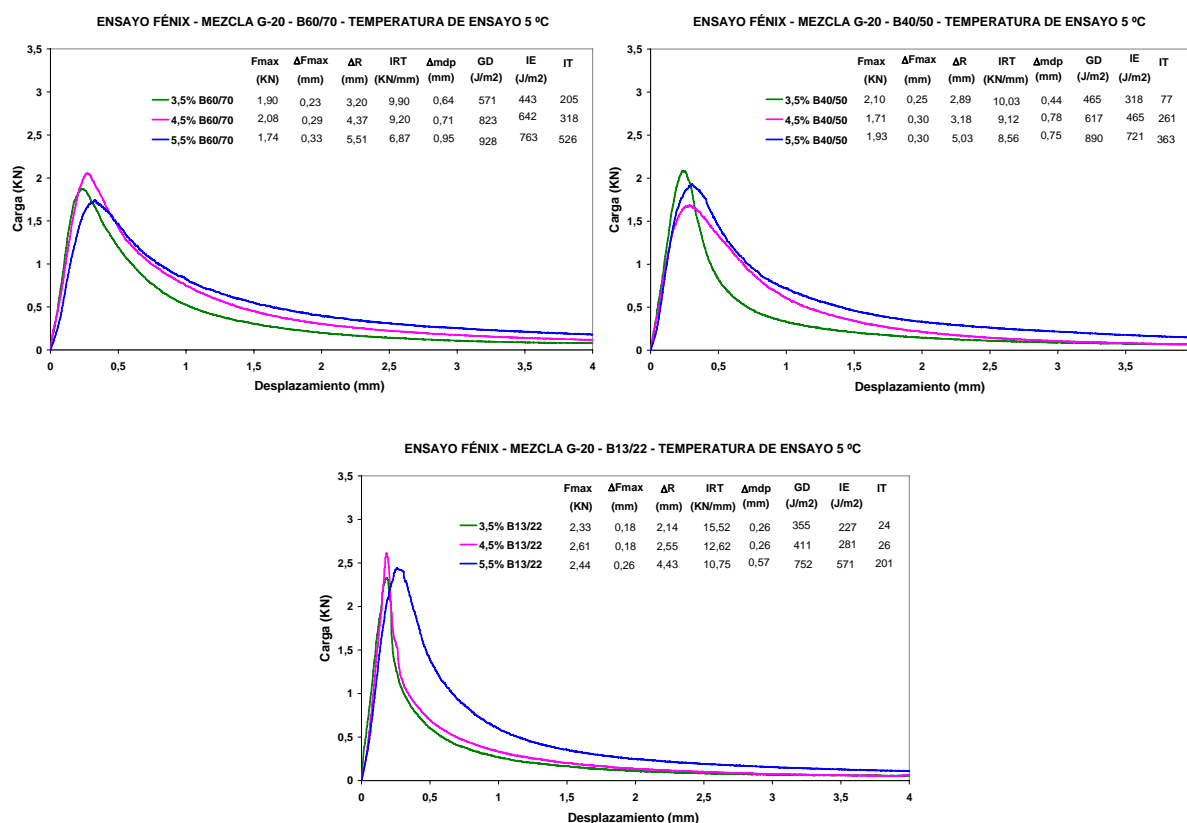 ENSAYO FÉNIX - MEZCLA G-20 - B60/70 - TEMPERATURA DE ENSAYO 5 ºC
Fmax ΔFmax ΔR IRT Δmdp GD IE IT
(KN) (mm) (mm) (KN/mm) (mm) (J/m2) (J/m2)
3,5% B60/70 1,90 0,23 3,20 9,90 0,64 571 443 205
4,5% B60/70 2,08 0,29 4,37 9,20 0,71 823 642 318
5,5% B60/70 1,74 0,33 5,51 6,87 0,95 928 763 526
Carga (KN)
3,5
3
2,5
2
1,5
1
0,5
0
0 0,5 1 1,5 2 2,5 3 3,5 4
Desplazamiento (mm)
ENSAYO FÉNIX - MEZCLA G-20 - B40/50 - TEMPERATURA DE ENSAYO 5 ºC
Fmax ΔFmax ΔR IRT Δmdp GD IE IT
(KN) (mm) (mm) (KN/mm) (mm) (J/m2) (J/m2)
3,5% B40/50 2,10 0,25 2,89 10,03 0,44 465 318 77
4,5% B40/50 1,71 0,30 3,18 9,12 0,78 617 465 261
5,5% B40/50 1,93 0,30 5,03 8,56 0,75 890 721 363
Carga (KN)
3,5
3
2,5
2
1,5
1
0,5
0
0 0,5 1 1,5 2 2,5 3 3,5
Desplazamiento (mm)
ENSAYO FÉNIX - MEZCLA G-20 - B13/22 - TEMPERATURA DE ENSAYO 5 ºC
Fmax ΔFmax ΔR IRT Δmdp GD IE IT
(KN) (mm) (mm) (KN/mm) (mm) (J/m2) (J/m2)
3,5% B13/22 2,33 0,18 2,14 15,52 0,26 355 227 24
4,5% B13/22 2,61 0,18 2,55 12,62 0,26 411 281 26
5,5% B13/22 2,44 0,26 4,43 10,75 0,57 752 571 201
Carga (KN)
3,5
3
2,5
2
1,5
1
0,5
0
0 0,5 1 1,5 2 2,5 3 3,5 4
Desplazamiento (mm)